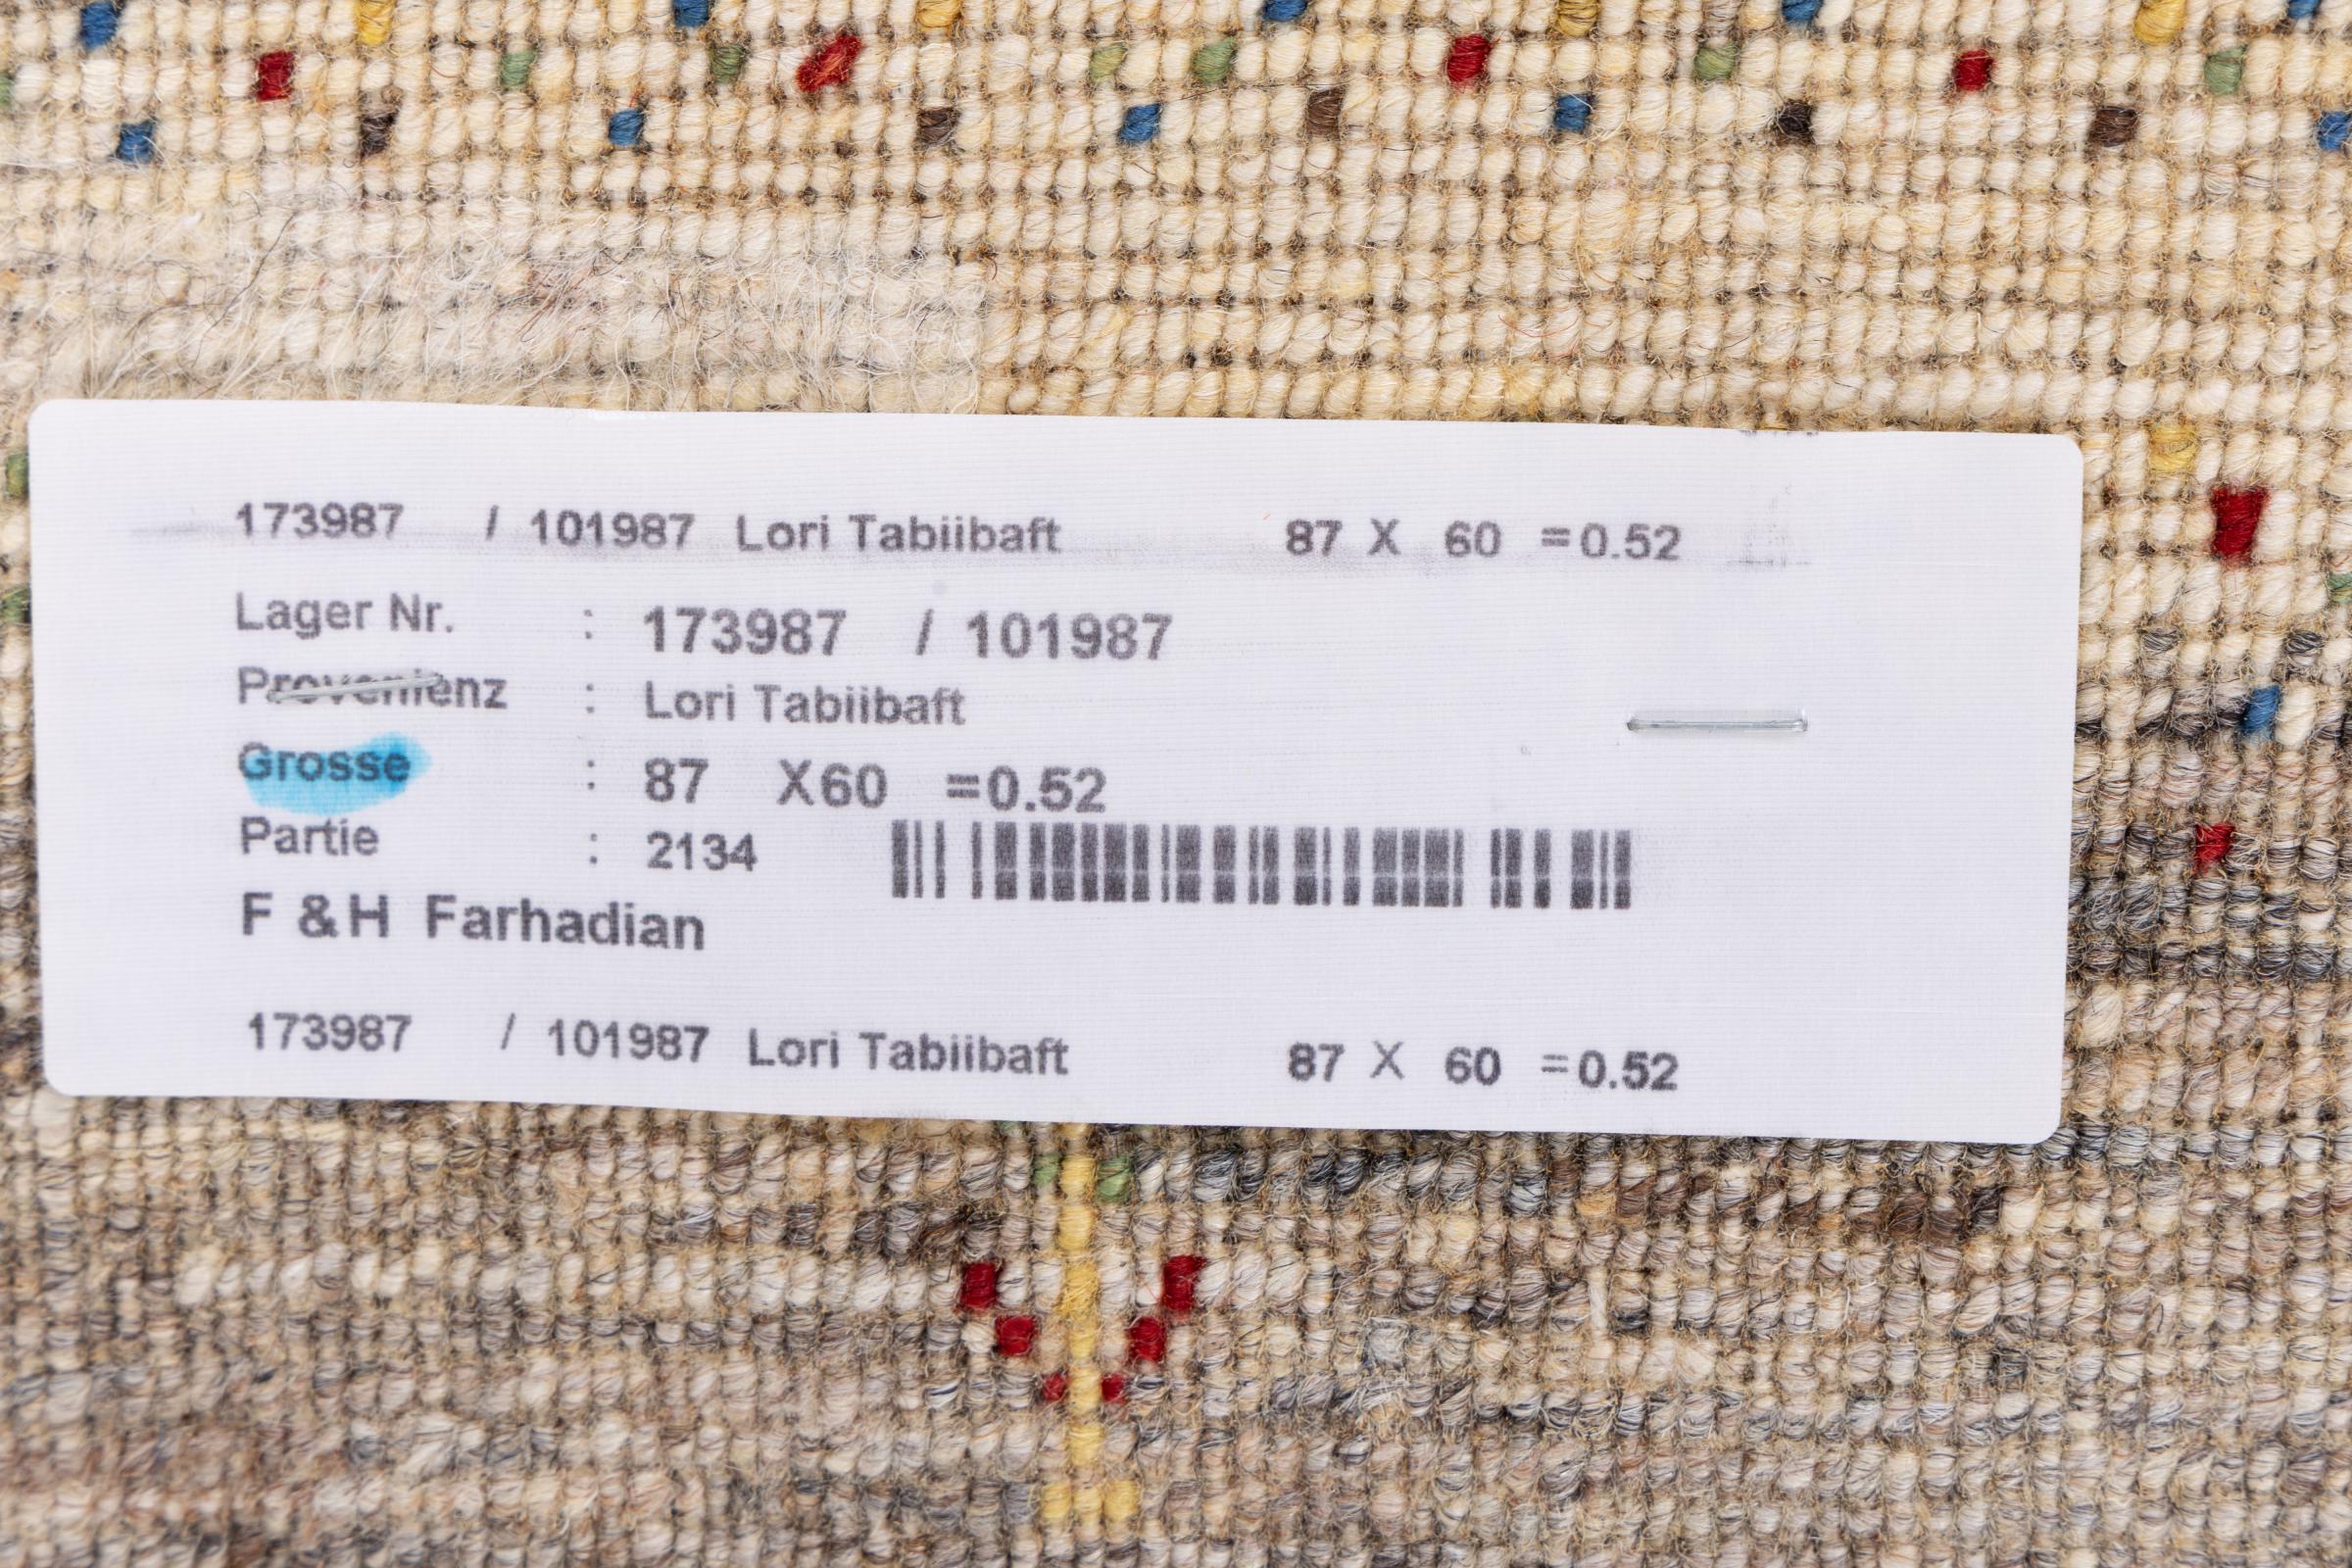 173987 / 101987 Lori Tabiibaft 87 X 60 =0.52
Lager Nr. : 173987 / 101987
Provenienz : Lori Tabiibaft
Grosse : 87 X60 =0.52
Partie : 2134
F &H Farhadian
173987 / 101987 Lori Tabiibaft 87 X 60 =0.52